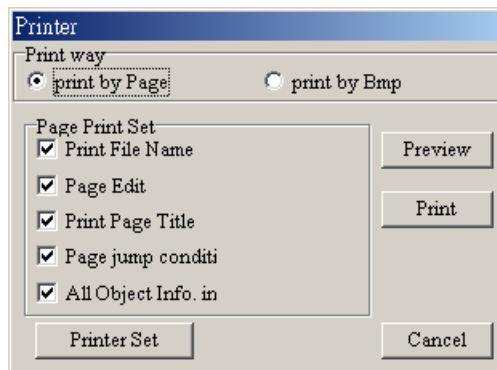 Printer
Print way
print by Page print by Bmp
Page Print Set
Print File Name
Preview
Page Edit
Print Page Title
Print
Page jump conditi
All Object Info. in
Printer Set Cancel